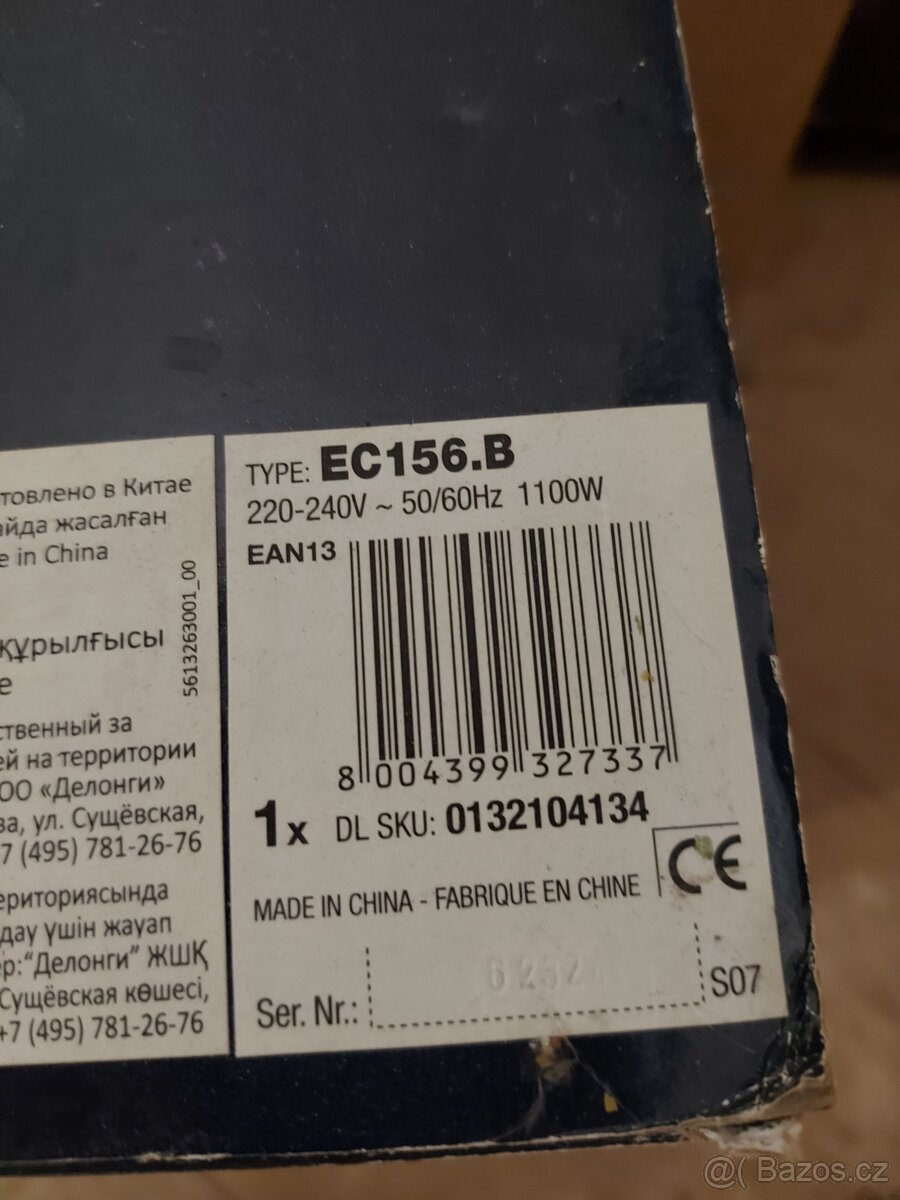 товлено в Китае
айда жасалған
e in China
5613263001_00
құрылғысы
е
ственный за
ей на территории
ОО «Делонги»
ва, ул. Сущёвская,
7 (495) 781-26-76
ериториясында
дау үшін жауап
ер:“Делонги” ЖШҚ
Сущёвская көшесі,
+7 (495) 781-26-76
TYPE: EC156.B
220-240V ~ 50/60Hz 1100W
EAN13
8 004399 327337
1x DL SKU: 0132104134
CE
MADE IN CHINA - FABRIQUE EN CHINE
Ser. Nr.:
S07
@( Bazos.cz